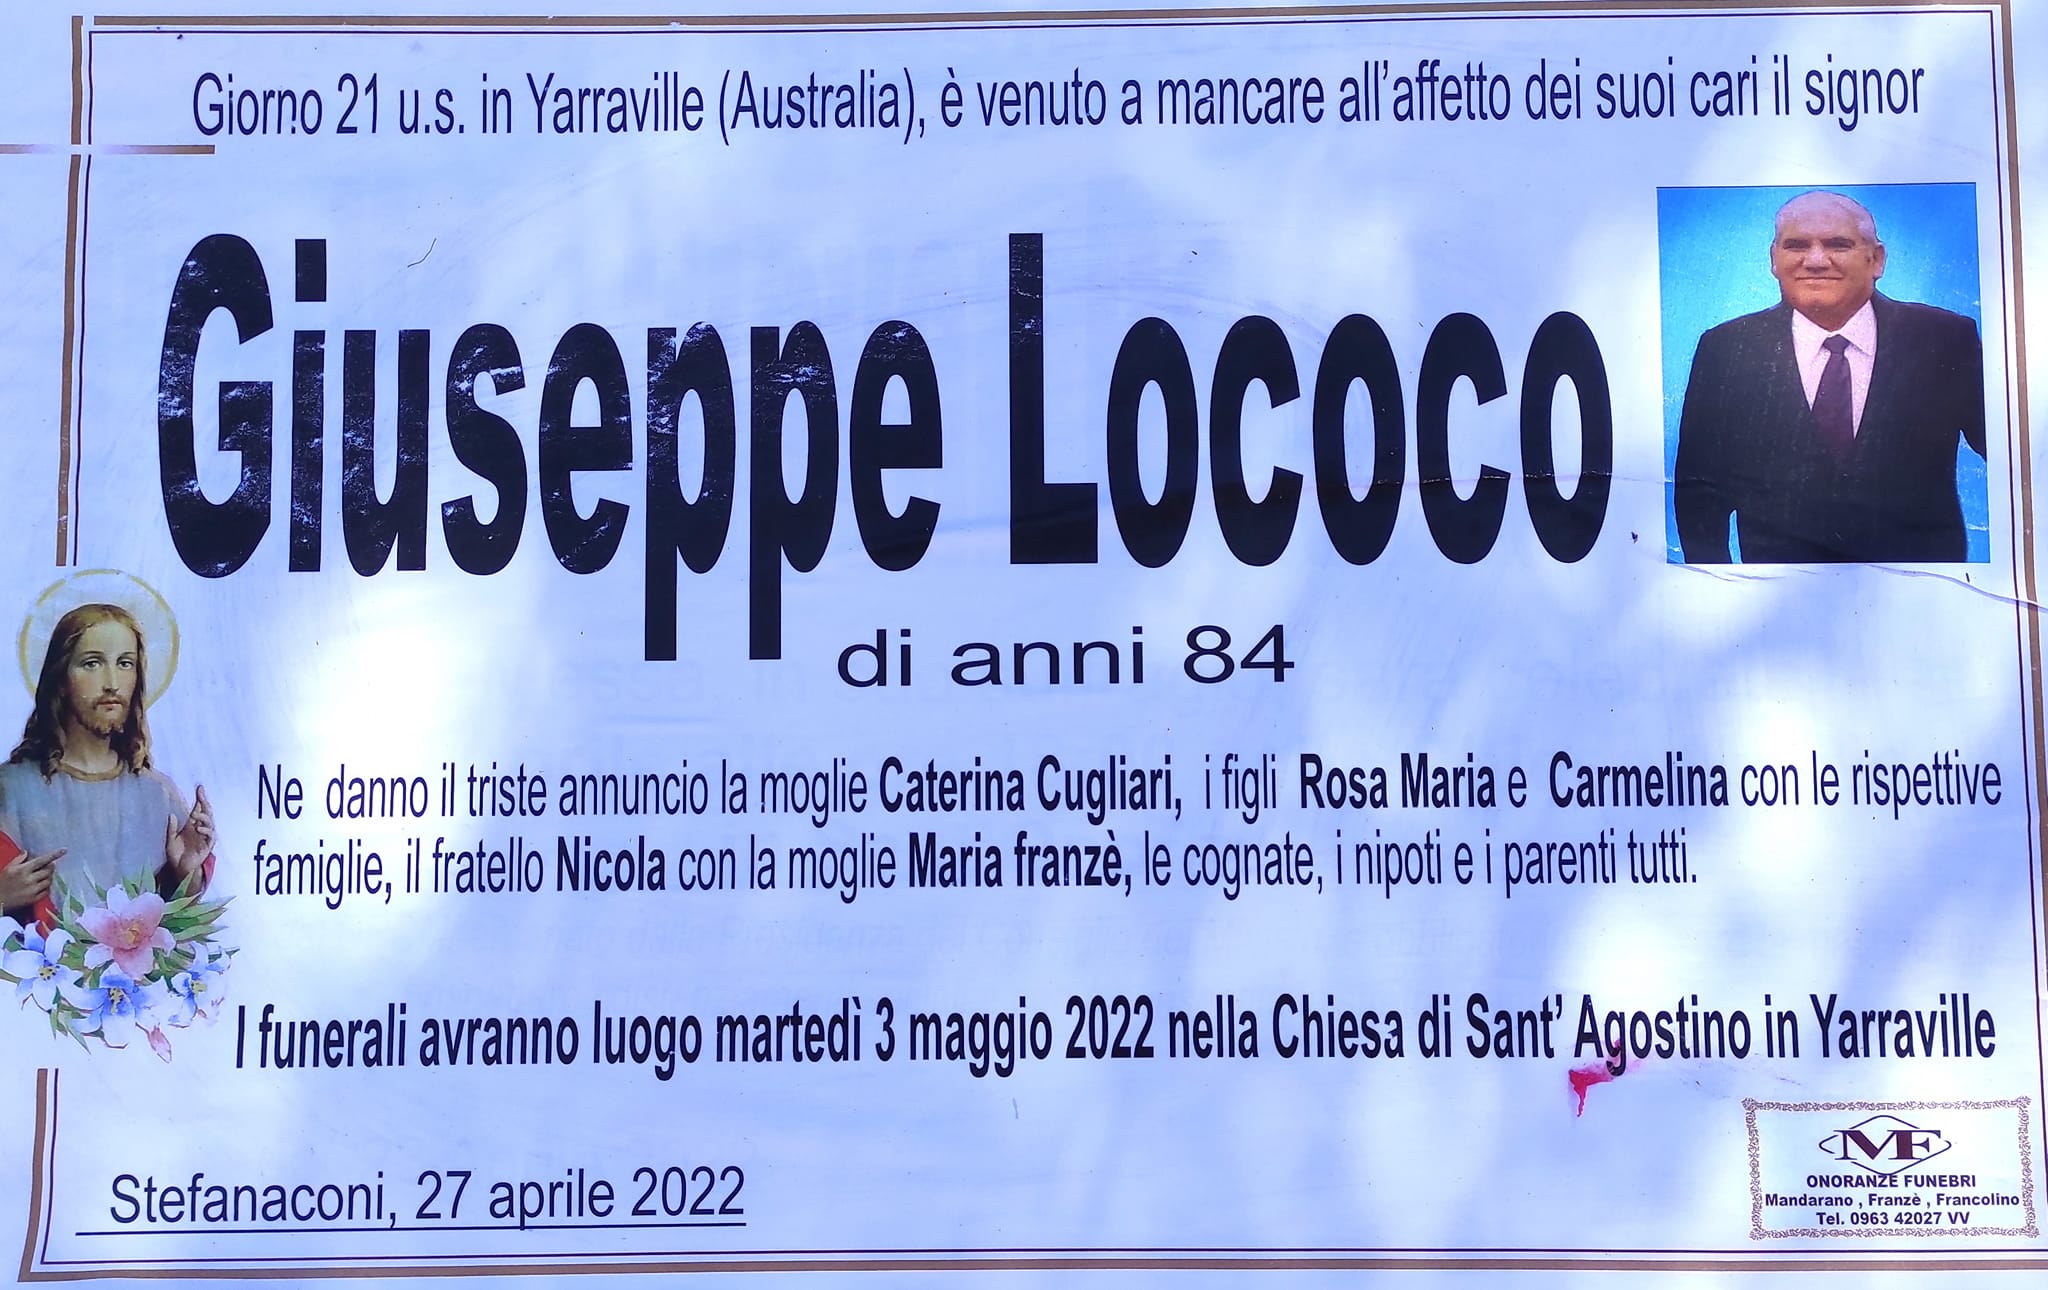 Giorno 21 u.s. in Yarraville (Australia), è venuto a mancare all'affetto dei suoi cari il signor
Giuseppe Lococo
di anni 84
Ne danno il triste annuncio la moglie Caterina Cugliari, i figli Rosa Maria e Carmelina con le rispettive
famiglie, il fratello Nicola con la moglie Maria franzè, le cognate, i nipoti e i parenti tutti.
I funerali avranno luogo martedì 3 maggio 2022 nella Chiesa di Sant' Agostino in Yarraville
Stefanaconi, 27 aprile 2022
MF
ONORANZE FUNEBRI
Mandarano , Franzè , Francolino
Tel. 0963 42027 VV